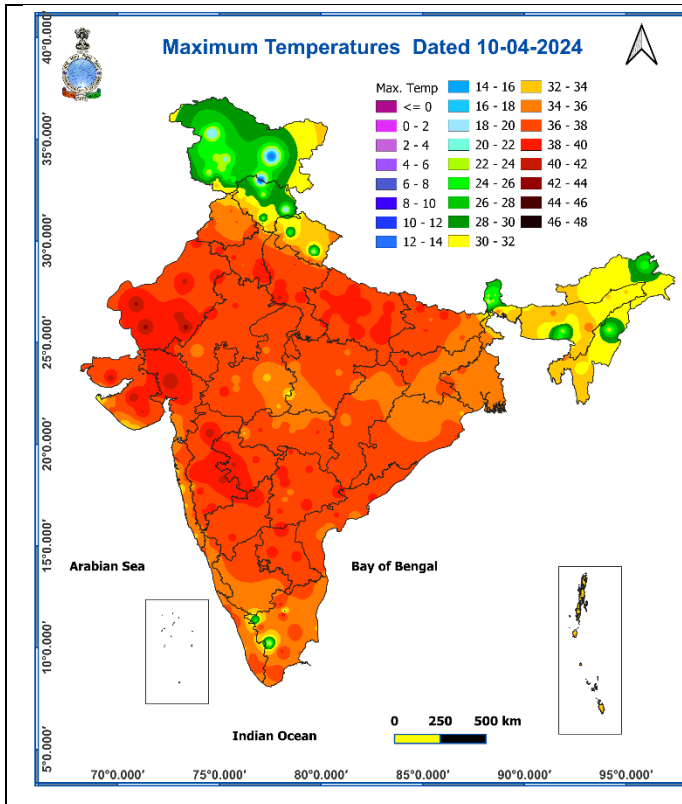 Maximum Temperatures Dated 10-04-2024
Max. Temp
<= 0
0 - 2
2 - 4
4 - 6
6 - 8
8 - 10
10 - 12
12 - 14
14 - 16
16 - 18
18 - 20
20 - 22
22 - 24
24 - 26
26 - 28
28 - 30
30 - 32
32 - 34
34 - 36
36 - 38
38 - 40
40 - 42
42 - 44
44 - 46
46 - 48
40°0.000'
35°0.000'
30°0.000'
25°0.000'
20°0.000'
15°0.000'
10°0.000'
5°0.000'
Arabian Sea
Bay of Bengal
Indian Ocean
0 250 500 km
70°0.000' 75°0.000' 80°0.000' 85°0.000' 90°0.000' 95°0.000'